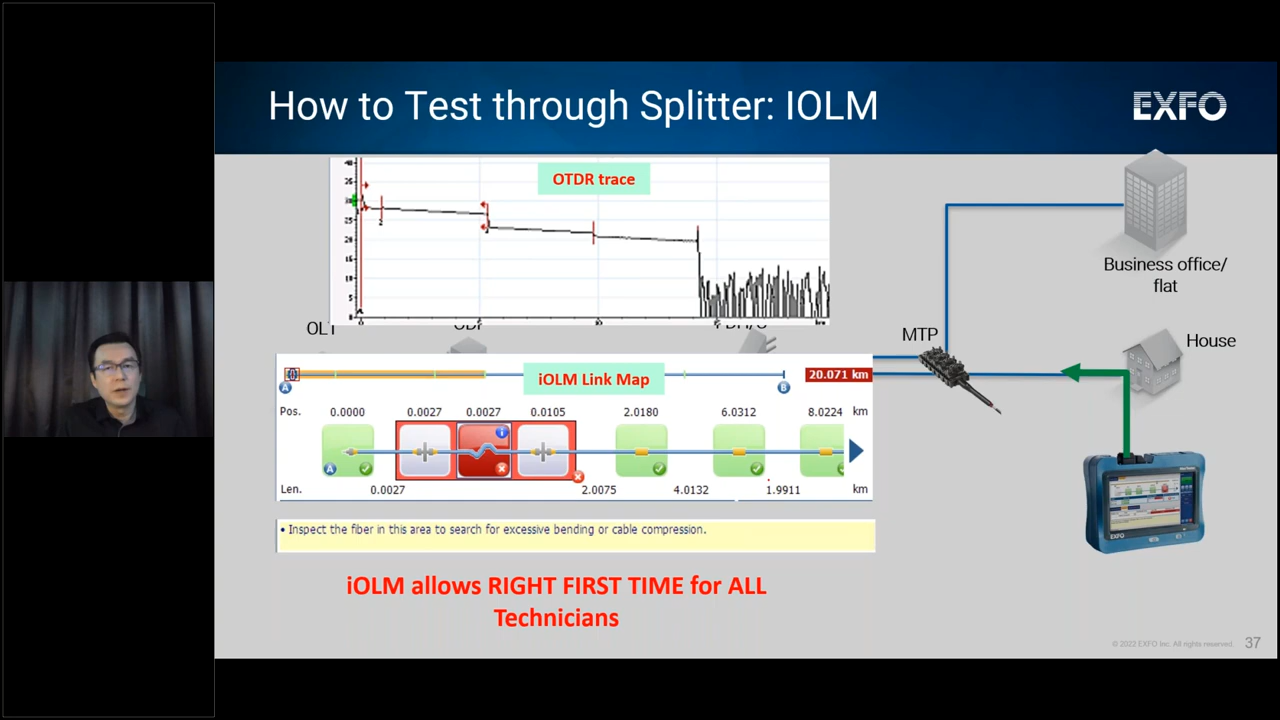 How to Test through Splitter: IOLM
EXFO
OTDR trace
Business office/
flat
MTP
House
iOLM Link Map
20.071 km
A
B
Pos. 0.0000 0.0027 0.0027 0.0105 2.0180 6.0312 8.0224 km
A
Len. 0.0027 2.0075 4.0132 1.9911 km
• Inspect the fiber in this area to search for excessive bending or cable compression.
EXFO
iOLM allows RIGHT FIRST TIME for ALL
Technicians
© 2022 EXFO Inc. All rights reserved. 37